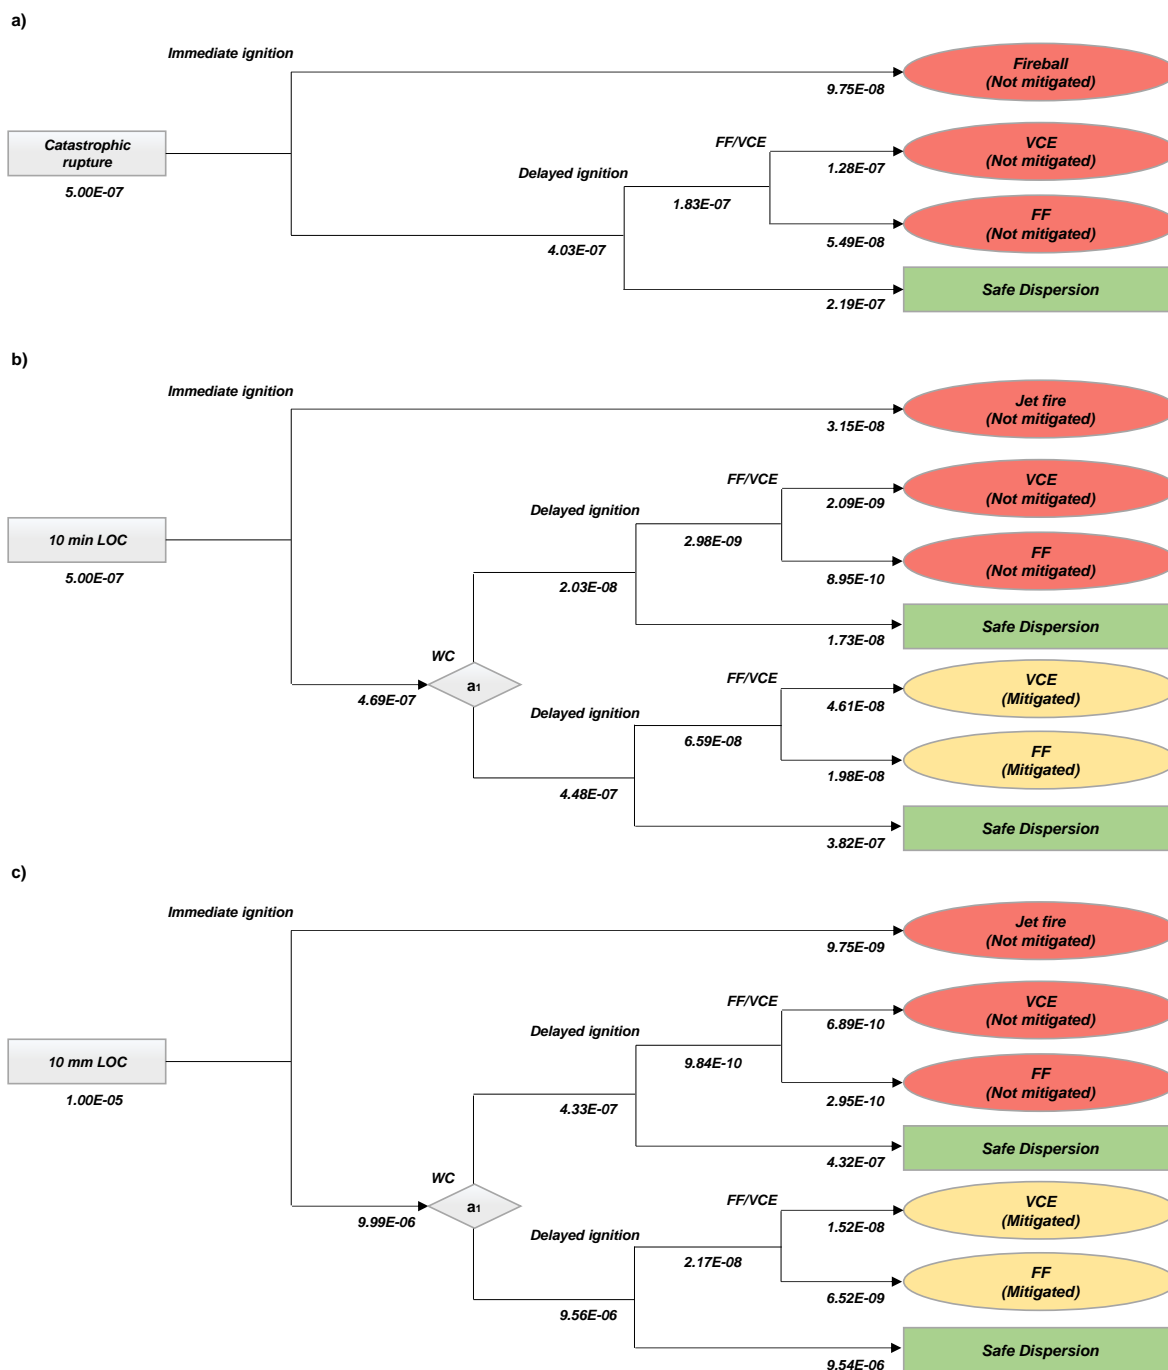 a)
Immediate ignition
Fireball
(Not mitigated)
9.75E-08
Catastrophic
rupture
5.00E-07
FF/VCE
VCE
(Not mitigated)
1.28E-07
Delayed ignition
1.83E-07
FF
(Not mitigated)
5.49E-08
4.03E-07
Safe Dispersion
2.19E-07
b)
Immediate ignition
Jet fire
(Not mitigated)
3.15E-08
FF/VCE
VCE
(Not mitigated)
2.09E-09
Delayed ignition
10 min LOC
5.00E-07
2.98E-09
FF
(Not mitigated)
8.95E-10
2.03E-08
Safe Dispersion
1.73E-08
WC
a1
4.69E-07
FF/VCE
VCE
(Mitigated)
4.61E-08
Delayed ignition
6.59E-08
FF
(Mitigated)
1.98E-08
4.48E-07
Safe Dispersion
3.82E-07
c)
Immediate ignition
Jet fire
(Not mitigated)
9.75E-09
FF/VCE
VCE
(Not mitigated)
6.89E-10
Delayed ignition
10 mm LOC
1.00E-05
9.84E-10
FF
(Not mitigated)
2.95E-10
4.33E-07
Safe Dispersion
4.32E-07
WC
a1
9.99E-06
FF/VCE
VCE
(Mitigated)
1.52E-08
Delayed ignition
2.17E-08
FF
(Mitigated)
6.52E-09
9.56E-06
Safe Dispersion
9.54E-06